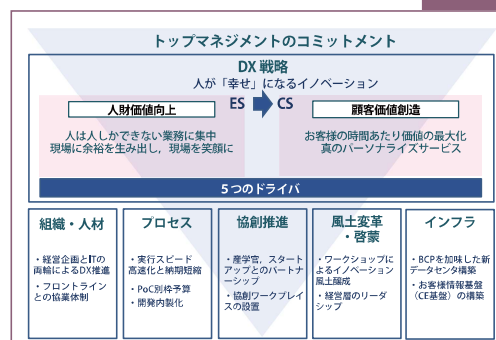 トップマネジメントのコミットメント
DX 戦略
人が「幸せ」になるイノベーション
ES CS
人財価値向上
人は人しかできない業務に集中
現場に余裕を生み出し，現場を笑顔に
顧客価値創造
お客様の時間あたり価値の最大化
真のパーソナライズサービス
5つのドライバ
組織・人材
・経営企画とITの
両輪によるDX推進
・フロントライン
との協業体制
プロセス
・実行スピード
高速化と納期短縮
・PoC別枠予算
・開発内製化
協創推進
・産学官，スタート
アップとのパートナ
ーシップ
・協創ワークプレイ
スの設置
風土変革
・啓蒙
・ワークショップに
よるイノベーション
風土醸成
・経営層のリーダ
シップ
インフラ
・BCPを加味した新
データセンタ構築
・お客様情報基盤
（CE基盤）の構築